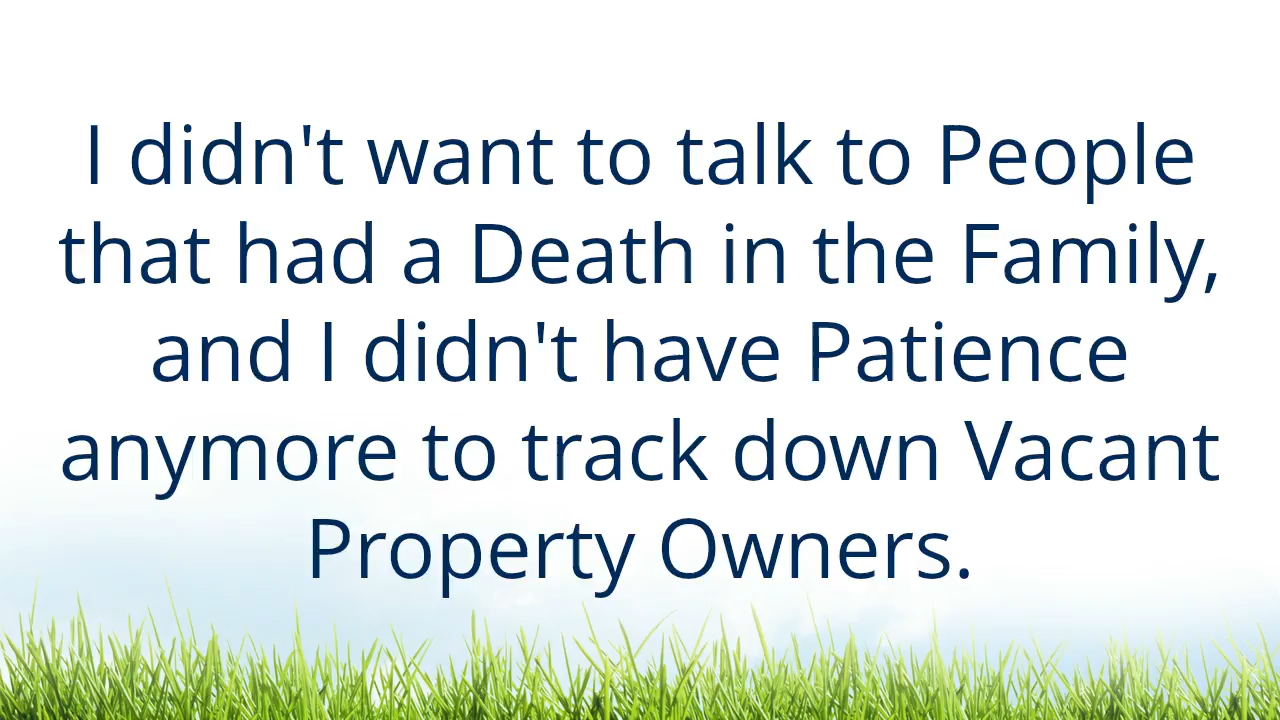 I didn't want to talk to People
that had a Death in the Family,
and I didn't have Patience
anymore to track down Vacant
Property Owners.